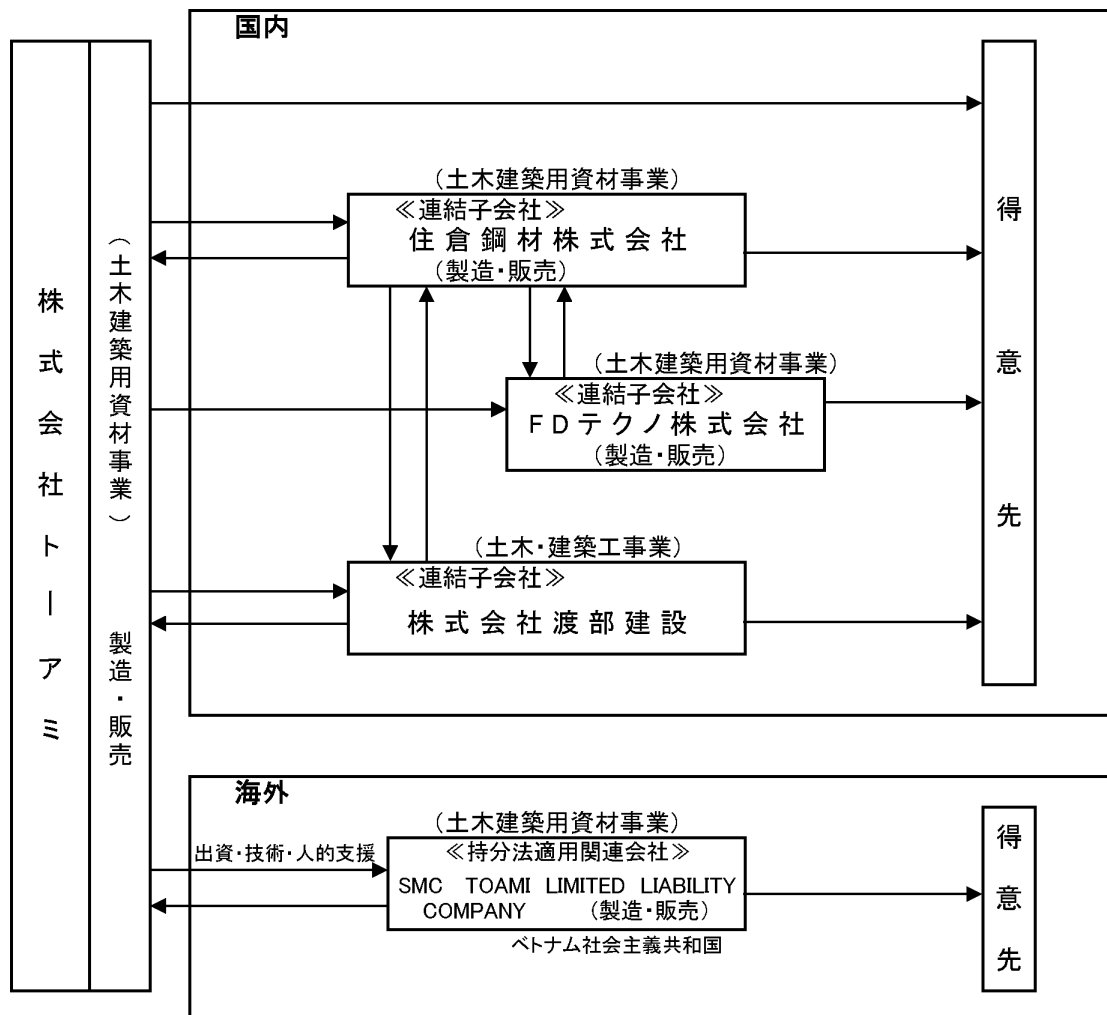 国内
株式会社トーアミ
（土木建築用資材事業）
製造・販売
（土木建築用資材事業）
≪連結子会社≫
住倉鋼材株式会社
（製造・販売）
（土木建築用資材事業）
≪連結子会社≫
FDテクノ株式会社
（製造・販売）
（土木・建築工事業）
≪連結子会社≫
株式会社渡部建設
得意先
海外
出資・技術・人的支援
（土木建築用資材事業）
≪持分法適用関連会社≫
SMC TOAMI LIMITED LIABILITY
COMPANY （製造・販売）
ベトナム社会主義共和国
得意先